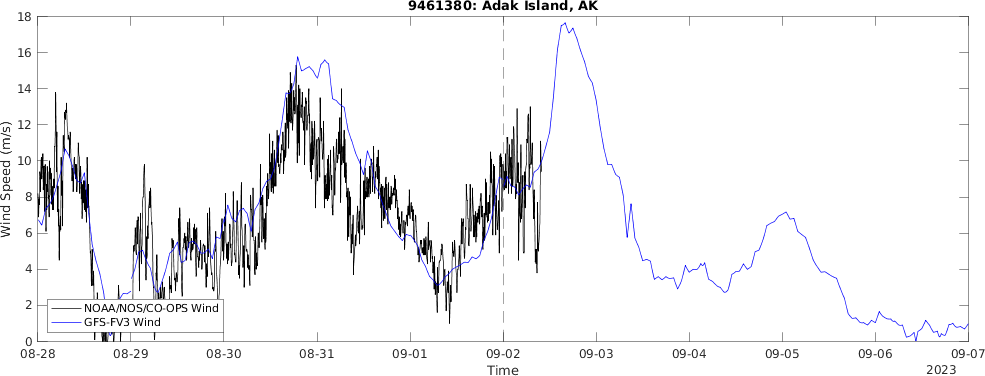 9461380: Adak Island, AK
Wind Speed (m/s)
18
16
14
12
10
8
6
4
2
0
NOAA/NOS/CO-OPS Wind
GFS-FV3 Wind
08-28 08-29 08-30 08-31 09-01 09-02 09-03 09-04 09-05 09-06 09-07
Time
2023